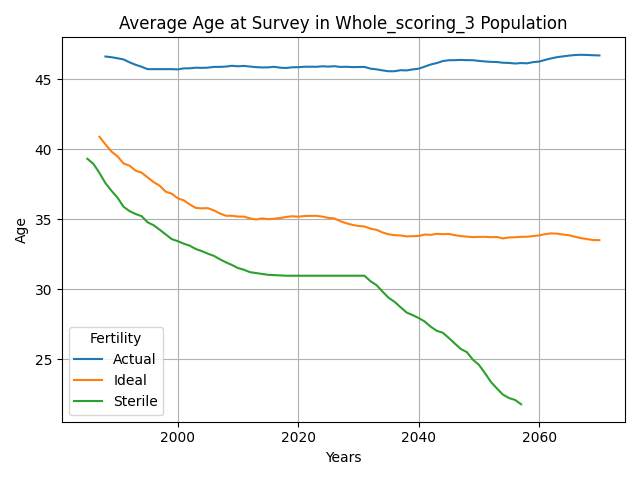 Average Age at Survey in Whole_scoring_3 Population
Age
45
40
35
30
25
Fertility
Actual
Ideal
Sterile
2000
2020
2040
2060
Years